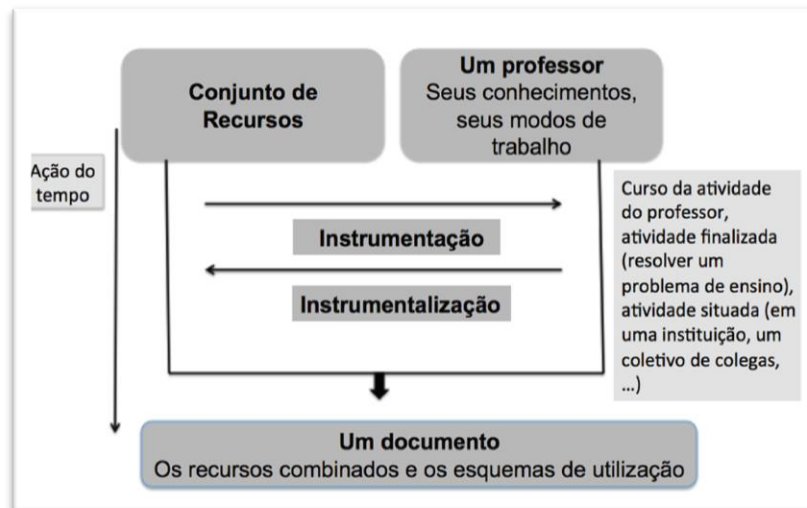 Conjunto de
Recursos
Um professor
Seus conhecimentos,
seus modos de
trabalho
Ação do
tempo
Instrumentação
Instrumentalização
Curso da atividade
do professor,
atividade finalizada
(resolver um
problema de ensino),
atividade situada (em
uma instituição, um
coletivo de colegas,
...)
Um documento
Os recursos combinados e os esquemas de utilização